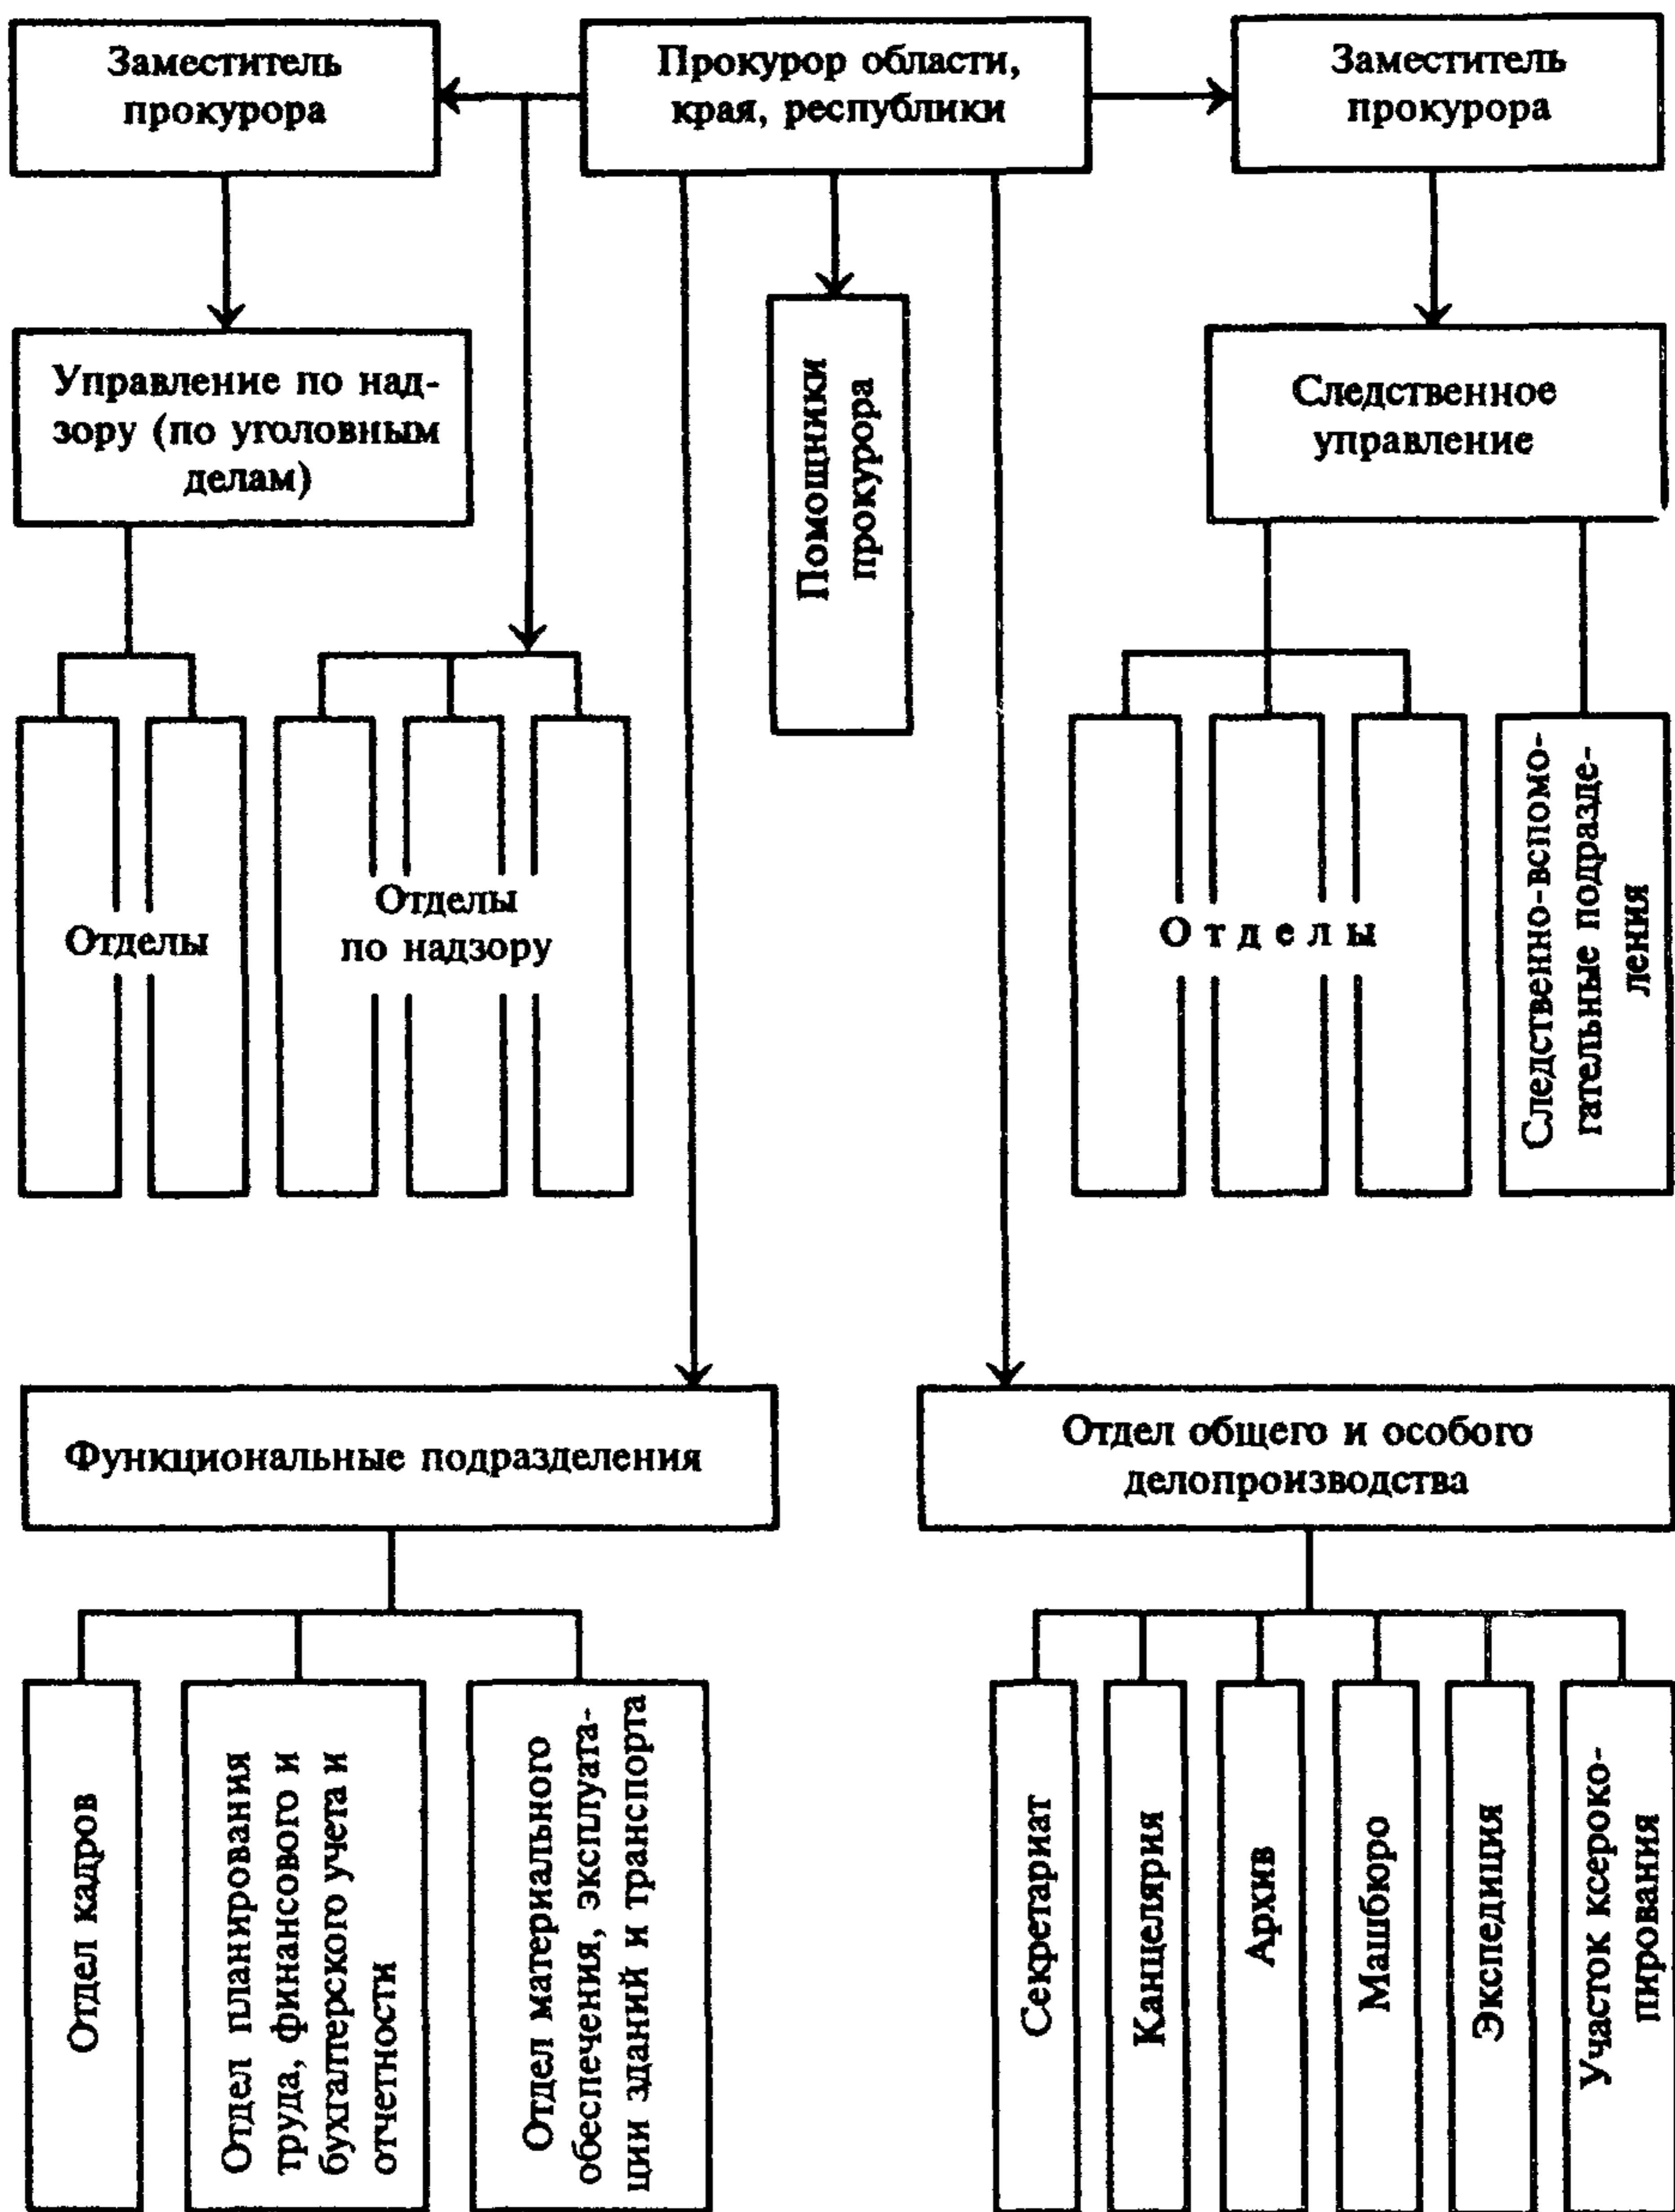 Заместитель
прокурора
Прокурор области,
края, республики
Заместитель
прокурора
Управление по над-
зору (по уголовным
делам)
Помощники
прокурора
Следственное
управление
Отделы
Отделы
по надзору
Отделы
Следственно-вспомо-
гательные подразде-
ления
Функциональные подразделения
Отдел общего и особого
делопроизводства
Отдел кадров
Отдел планирования
труда, финансового и
бухгалтерского учета и
отчетности
Отдел материального
обеспечения, эксплуата-
ции зданий и транспорта
Секретариат
Канцелярия
Архив
Машбюро
Экспедиция
Участок ксероко-
пирования